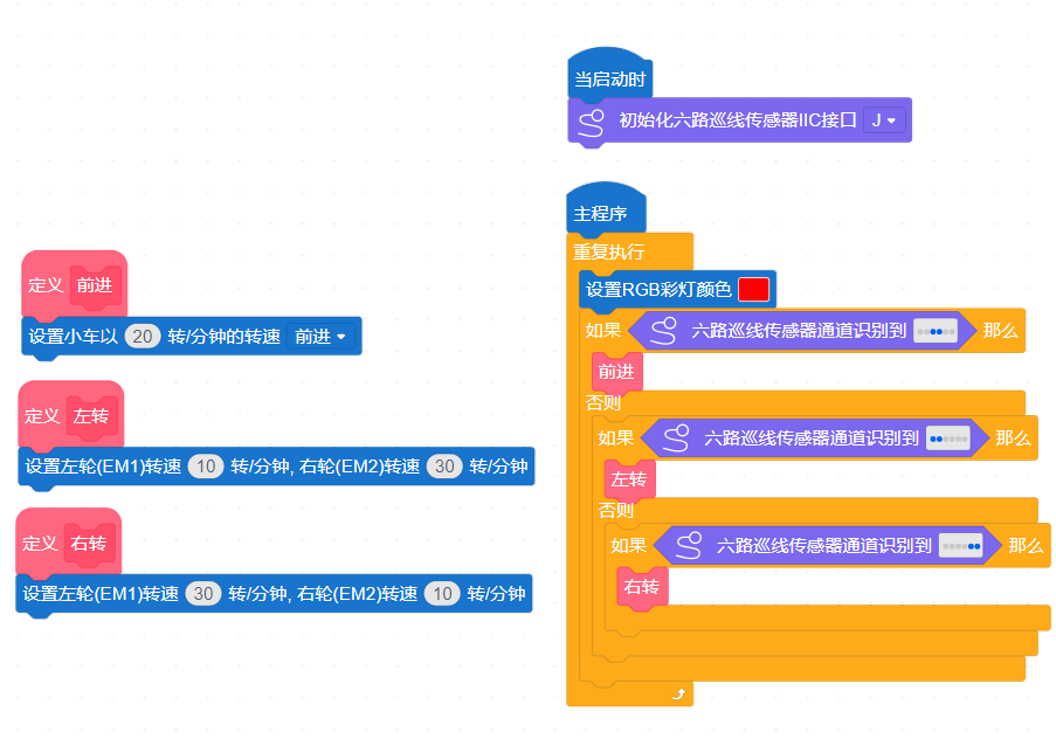 当启动时
初始化六路巡线传感器IIC接口 J
主程序
重复执行
设置RGB彩灯颜色
如果 六路巡线传感器通道识别到 那么
前进
否则
如果 六路巡线传感器通道识别到 那么
左转
否则
如果 六路巡线传感器通道识别到 那么
右转
定义 前进
设置小车以 20 转/分钟的转速 前进
定义 左转
设置左轮(EM1)转速 10 转/分钟, 右轮(EM2)转速 30 转/分钟
定义 右转
设置左轮(EM1)转速 30 转/分钟, 右轮(EM2)转速 10 转/分钟